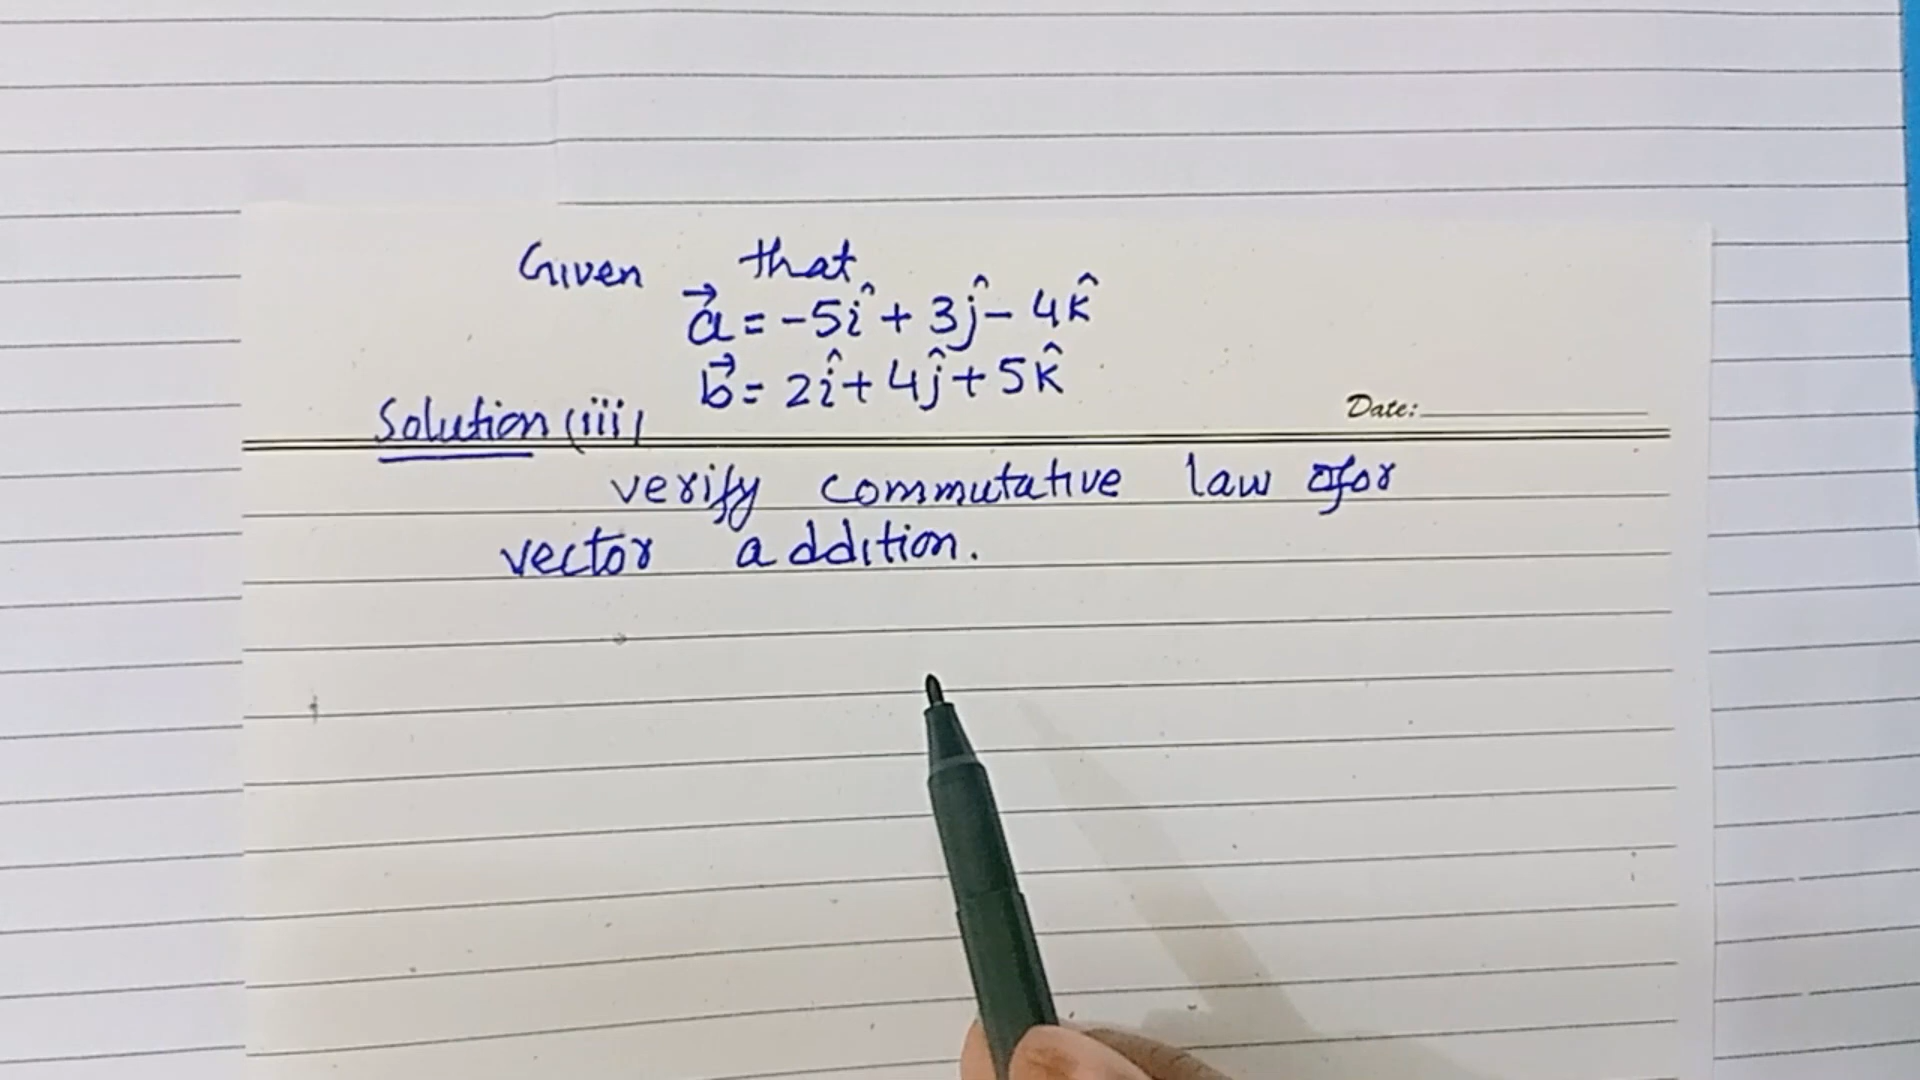 Given that
a⃗ = -5î + 3ĵ - 4k̂
b⃗ = 2î + 4ĵ + 5k̂
Date:
Solution (iii)
verify commutative law for
vector addition.